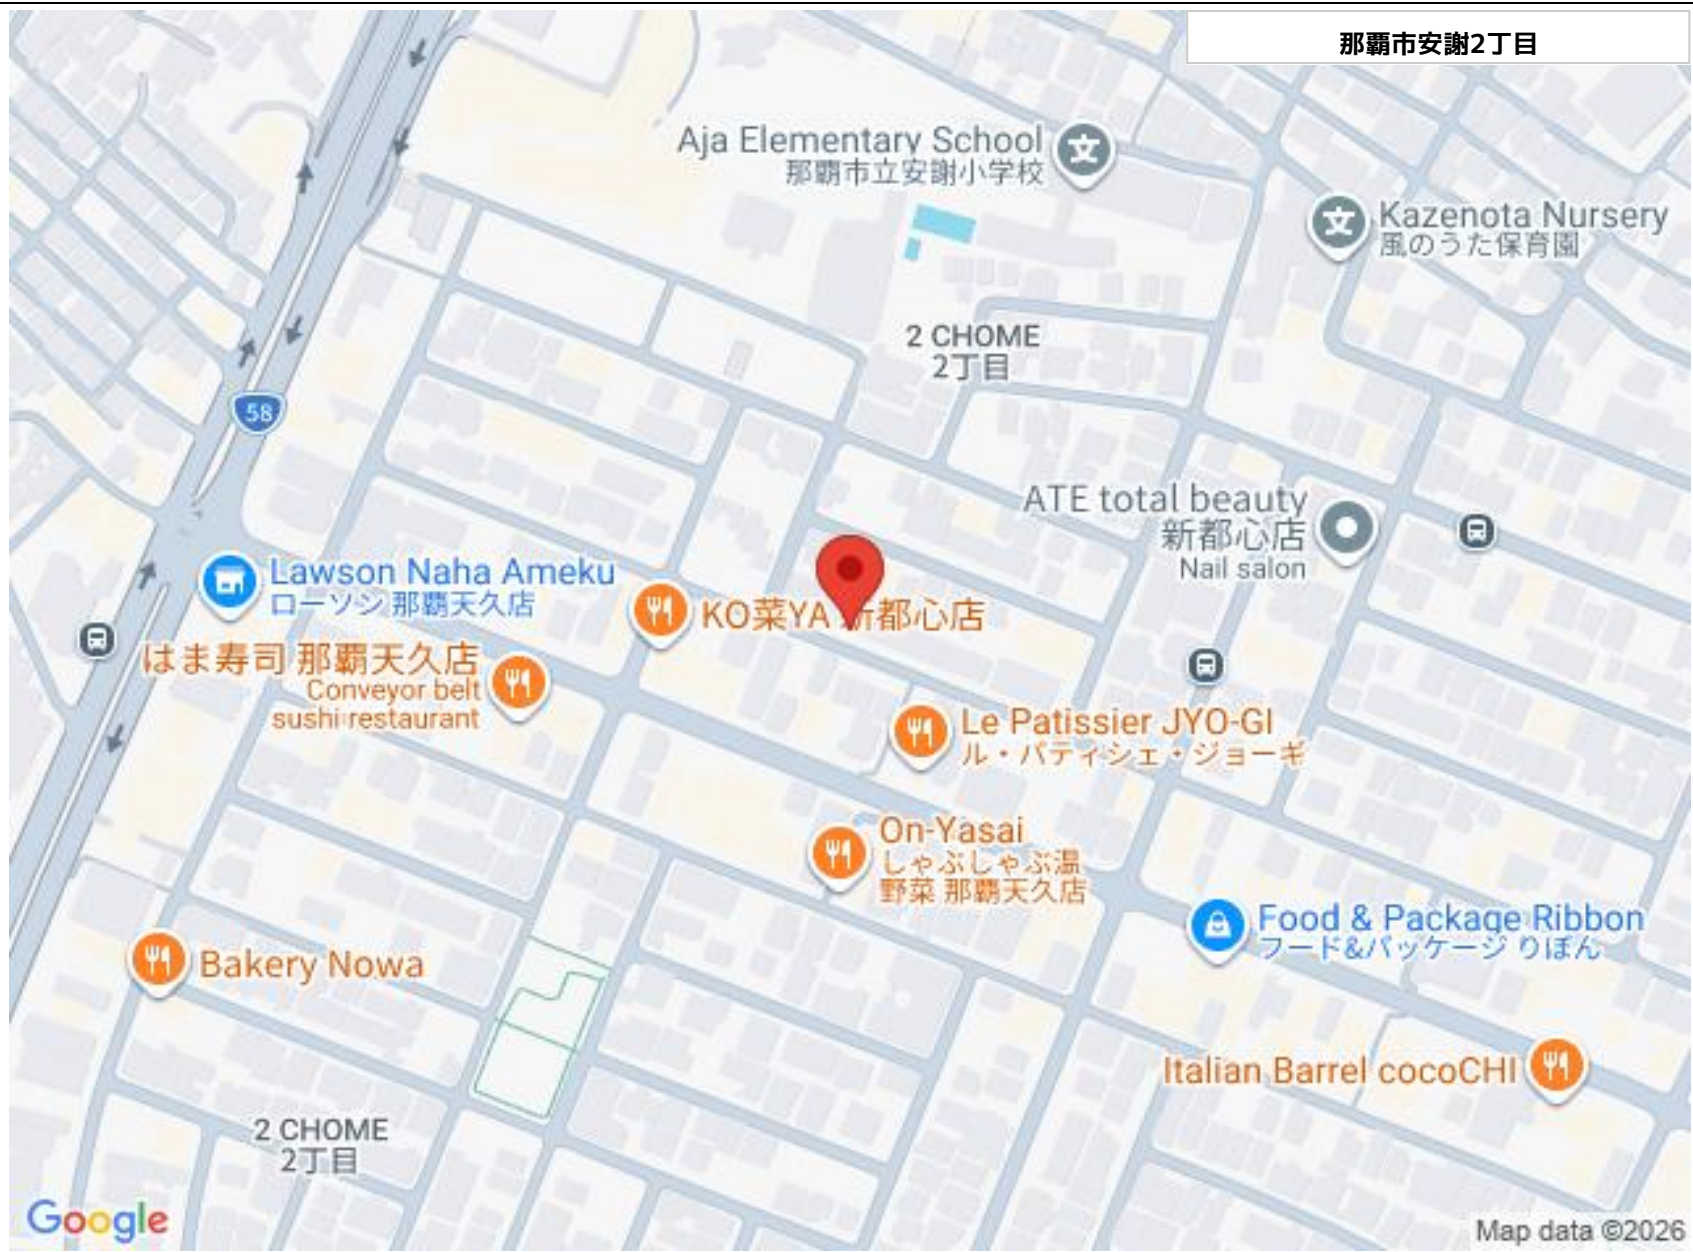 那覇市安謝2丁目
Aja Elementary School
那覇市立安謝小学校
Kazenota Nursery
風のうた保育園
2 CHOME
2丁目
58
ATE total beauty
新都心店
Nail salon
Lawson Naha Ameku
ローソン 那覇天久店
KO菜YA 新都心店
はま寿司 那覇天久店
Conveyor belt
sushi restaurant
Le Patissier JYO-GI
ル・パティシェ・ジョーギ
On-Yasai
しゃぶしゃぶ温
野菜 那覇天久店
Food & Package Ribbon
フード&パッケージ りぼん
Bakery Nowa
Italian Barrel cocoCHI
2 CHOME
2丁目
Google
Map data ©2026